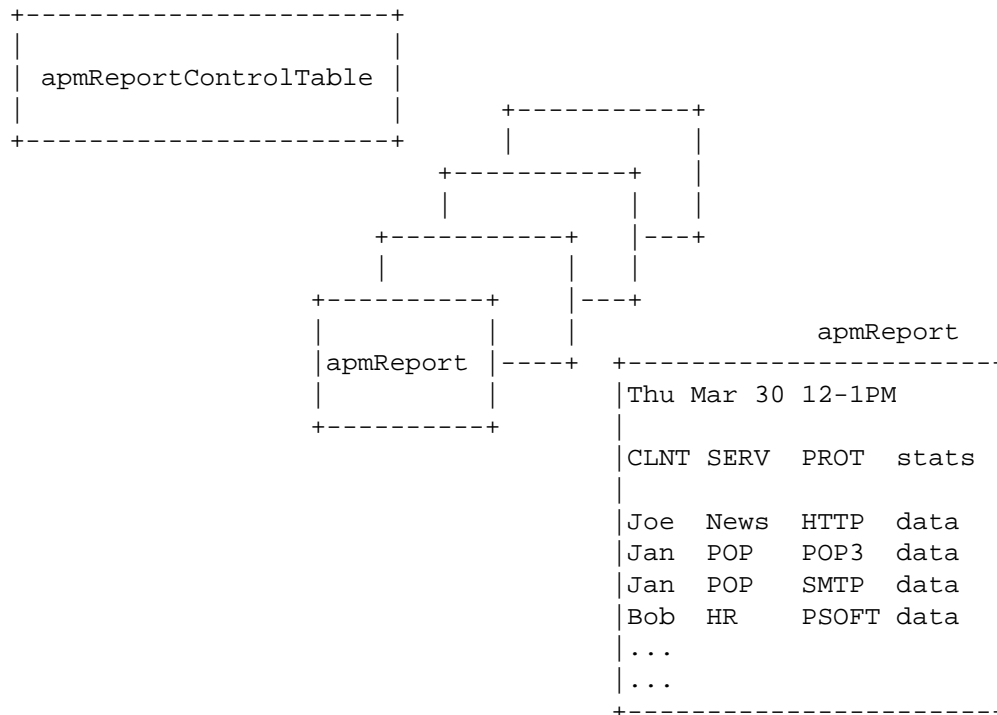 apmReportControlTable
apmReport
apmReport
Thu Mar 30 12-1PM
CLNT SERV PROT stats
Joe News HTTP data
Jan POP POP3 data
Jan POP SMTP data
Bob HR PSOFT data
...
...